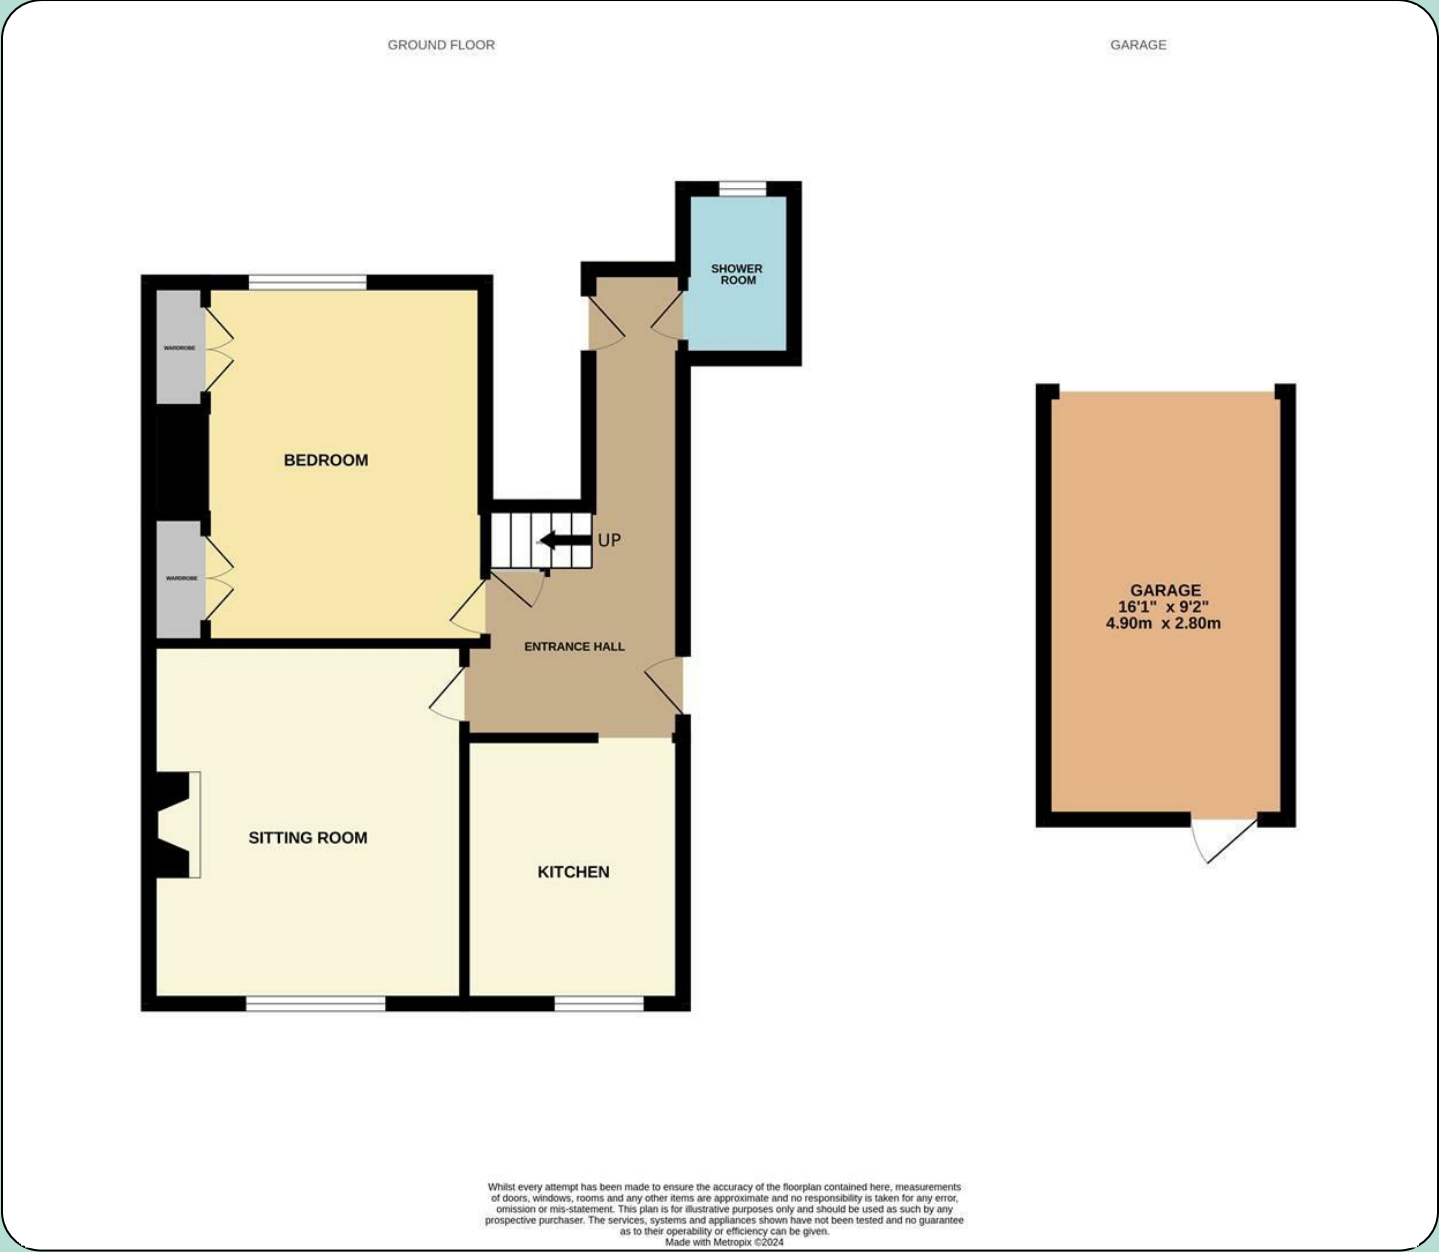 GROUND FLOOR
GARAGE
SHOWER
ROOM
WARDROBE
BEDROOM
UP
WARDROBE
ENTRANCE HALL
GARAGE
16'1" x 9'2"
4.90m x 2.80m
SITTING ROOM
KITCHEN
Whilst every attempt has been made to ensure the accuracy of the floorplan contained here, measurements
of doors, windows, rooms and any other items are approximate and no responsibility is taken for any error,
omission or mis-statement. This plan is for illustrative purposes only and should be used as such by any
prospective purchaser. The services, systems and appliances shown have not been tested and no guarantee
as to their operability or efficiency can be given.
Made with Metropix ©2024